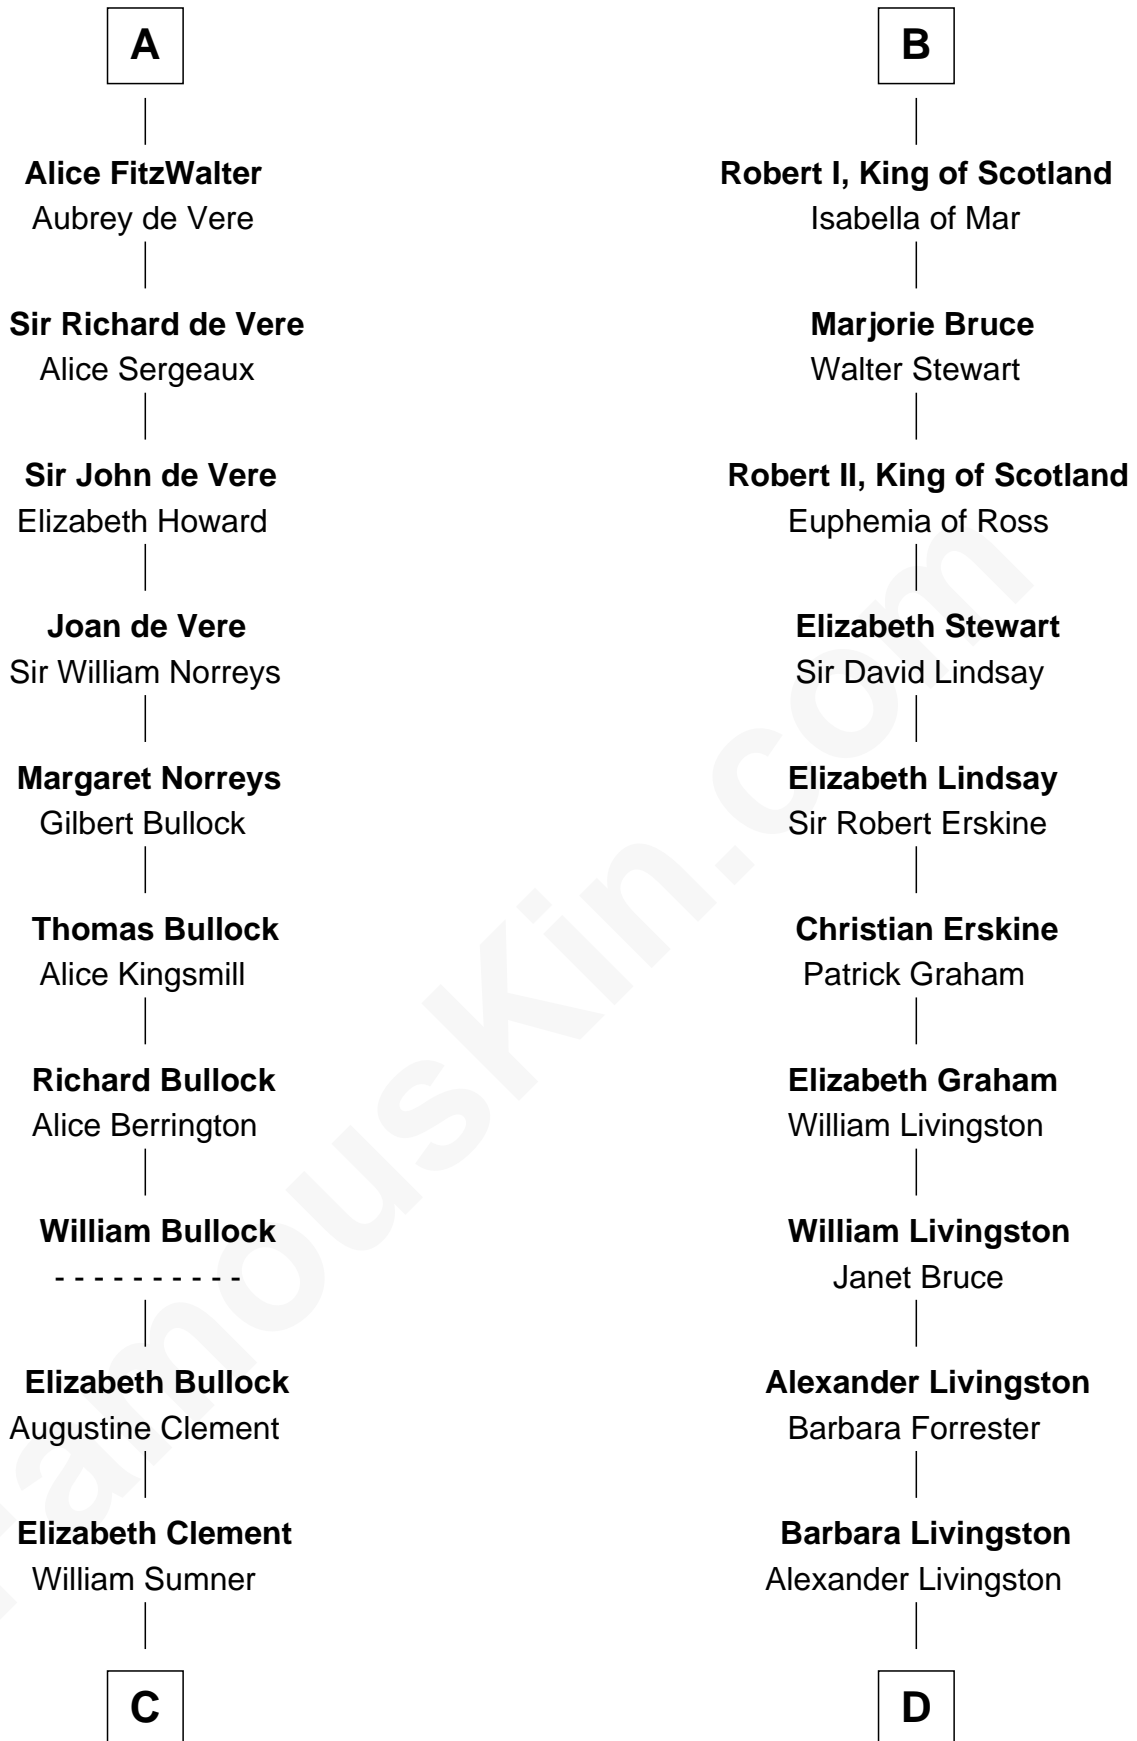 A
Alice FitzWalter
Aubrey de Vere
Sir Richard de Vere
Alice Sergeaux
Sir John de Vere
Elizabeth Howard
Joan de Vere
Sir William Norreys
Margaret Norreys
Gilbert Bullock
Thomas Bullock
Alice Kingsmill
Richard Bullock
Alice Berrington
William Bullock
- - - - - - - - - -
Elizabeth Bullock
Augustine Clement
Elizabeth Clement
William Sumner
C
B
Robert I, King of Scotland
Isabella of Mar
Marjorie Bruce
Walter Stewart
Robert II, King of Scotland
Euphemia of Ross
Elizabeth Stewart
Sir David Lindsay
Elizabeth Lindsay
Sir Robert Erskine
Christian Erskine
Patrick Graham
Elizabeth Graham
William Livingston
William Livingston
Janet Bruce
Alexander Livingston
Barbara Forrester
Barbara Livingston
Alexander Livingston
D
FamousKin.com